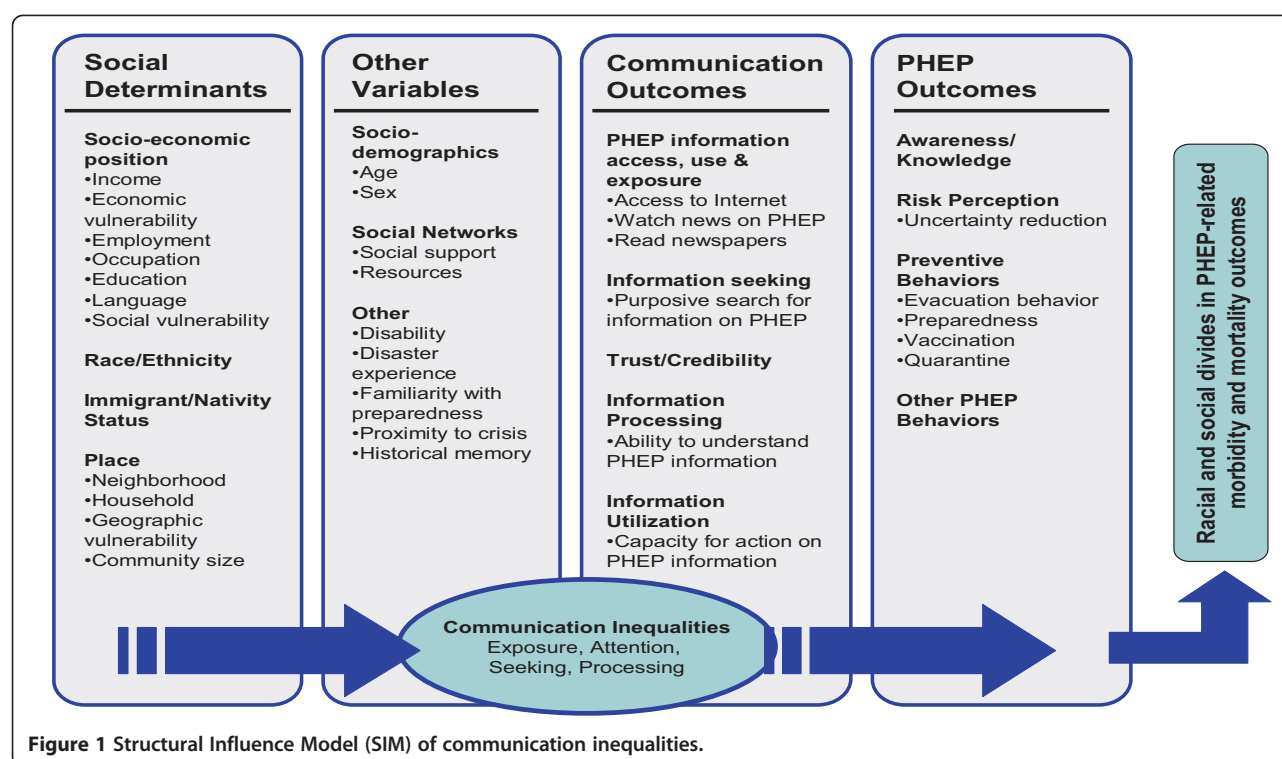 Social
Determinants
Socio-economic
position
•Income
•Economic
vulnerability
•Employment
•Occupation
•Education
•Language
•Social vulnerability
Race/Ethnicity
Immigrant/Nativity
Status
Place
•Neighborhood
•Household
•Geographic
vulnerability
•Community size
Other
Variables
Socio-
demographics
•Age
•Sex
Social Networks
•Social support
•Resources
Other
•Disability
•Disaster
experience
•Familiarity with
preparedness
•Proximity to crisis
•Historical memory
Communication
Outcomes
PHEP information
access, use &
exposure
•Access to Internet
•Watch news on PHEP
•Read newspapers
Information seeking
•Purposive search for
information on PHEP
Trust/Credibility
Information
Processing
•Ability to understand
PHEP information
Information
Utilization
•Capacity for action on
PHEP information
PHEP
Outcomes
Awareness/
Knowledge
Risk Perception
•Uncertainty reduction
Preventive
Behaviors
•Evacuation behavior
•Preparedness
•Vaccination
•Quarantine
Other PHEP
Behaviors
Racial and social divides in PHEP-related
morbidity and mortality outcomes
Communication Inequalities
Exposure, Attention,
Seeking, Processing
Figure 1 Structural Influence Model (SIM) of communication inequalities.